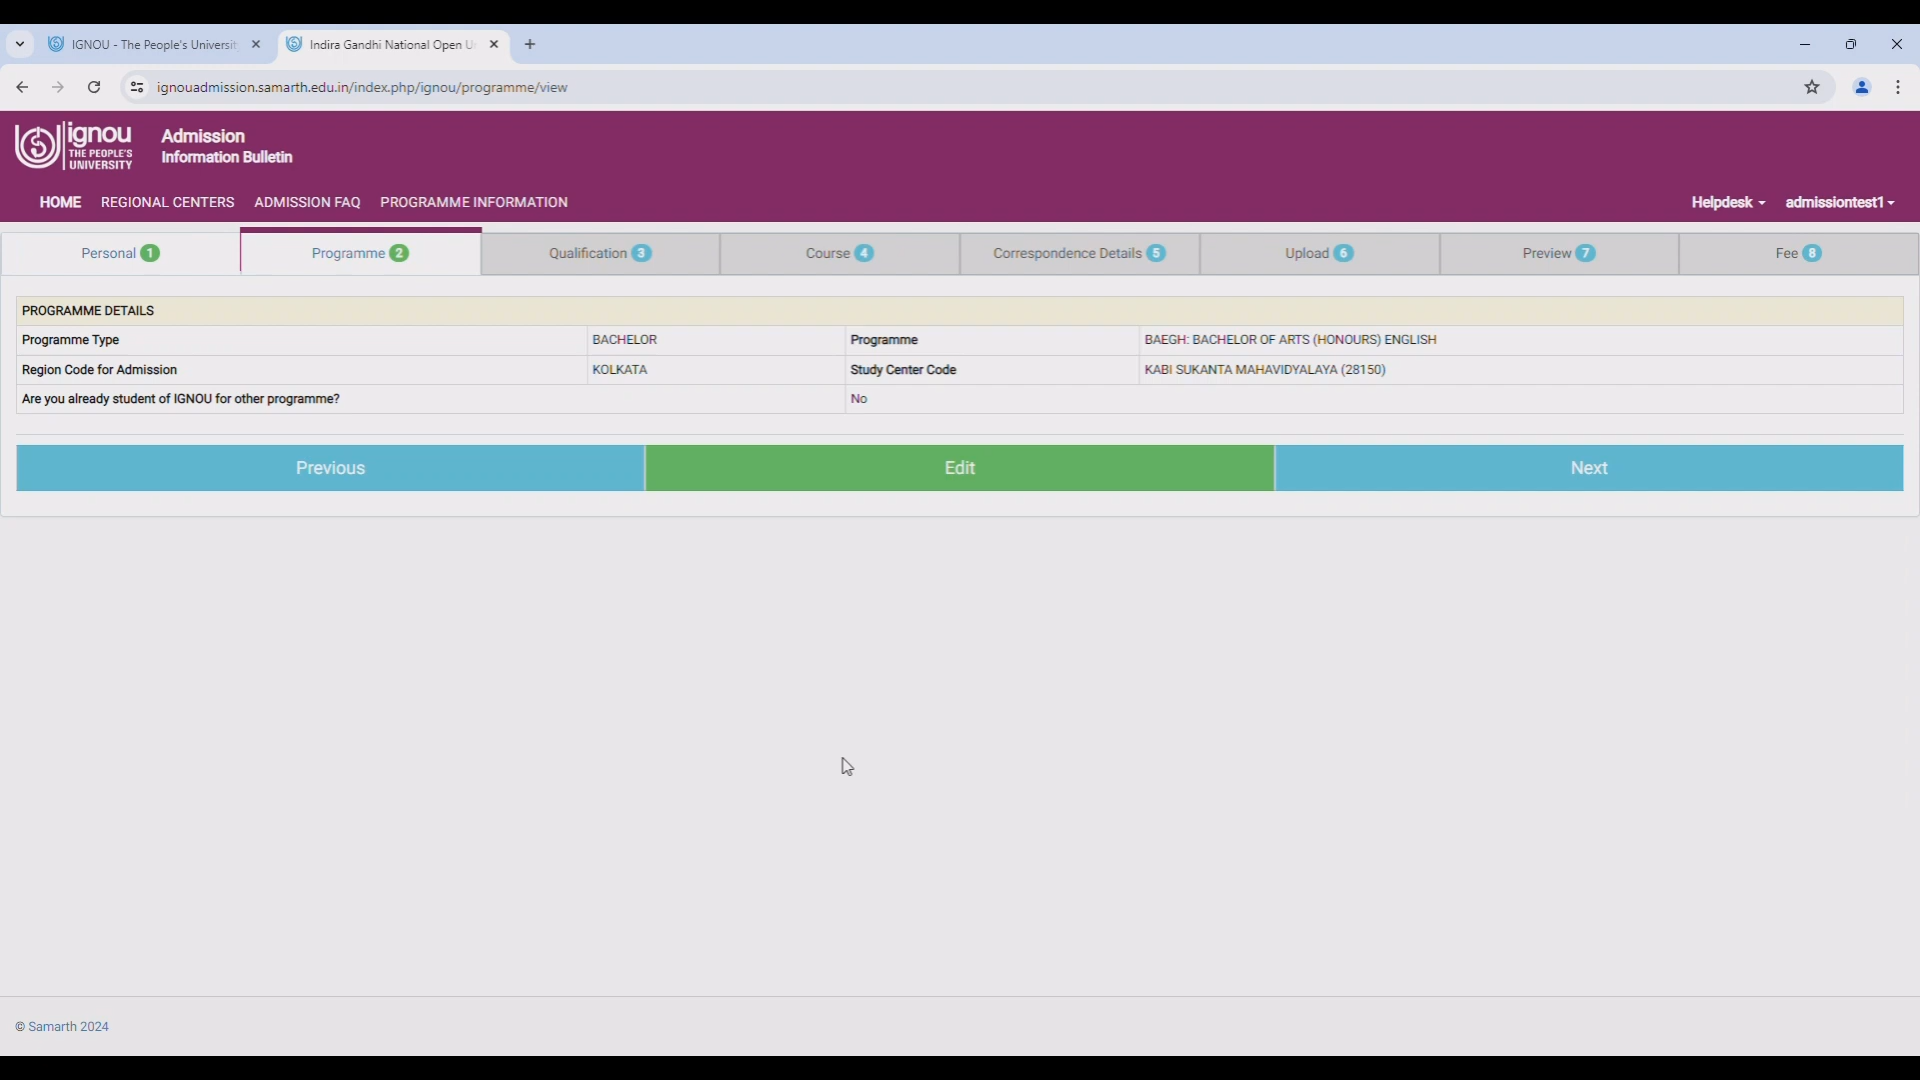 IGNOU - The People's Universit
Indira Gandhi National Open U
ignouadmission.samarth.edu.in/index.php/ignou/programme/view
ignou
THE PEOPLE'S
UNIVERSITY
Admission
Information Bulletin
HOME REGIONAL CENTERS ADMISSION FAQ PROGRAMME INFORMATION Helpdesk admissiontest1
Personal 1 Programme 2 Qualification 3 Course 4 Correspondence Details 5 Upload 6 Preview 7 Fee 8
PROGRAMME DETAILS
Programme Type BACHELOR Programme BAEGH: BACHELOR OF ARTS (HONOURS) ENGLISH
Region Code for Admission KOLKATA Study Center Code KABI SUKANTA MAHAVIDYALAYA (28150)
Are you already student of IGNOU for other programme? No
Previous Edit Next
© Samarth 2024